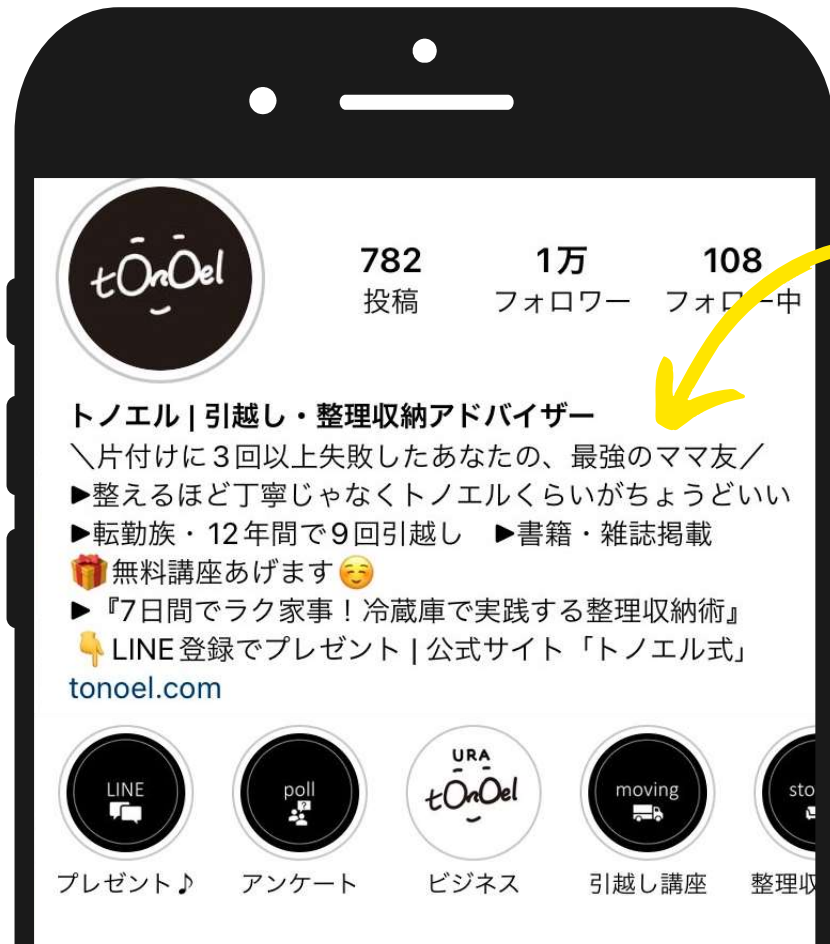 tOnOel
782
1万
108
投稿
フォロワー
フォロー中
トノエル | 引越し・整理収納アドバイザー
＼片付けに3回以上失敗したあなたの、最強のママ友／
▶整えるほど丁寧じゃなくトノエルくらいがちょうどいい
▶転勤族・12年間で9回引越し ▶書籍・雑誌掲載
🎁無料講座あげます☺️
▶『7日間でラク家事！冷蔵庫で実践する整理収納術』
👇LINE登録でプレゼント | 公式サイト「トノエル式」
tonoel.com
LINE
poll
URA
tOnOel
moving
sto
プレゼント♪
アンケート
ビジネス
引越し講座
整理収